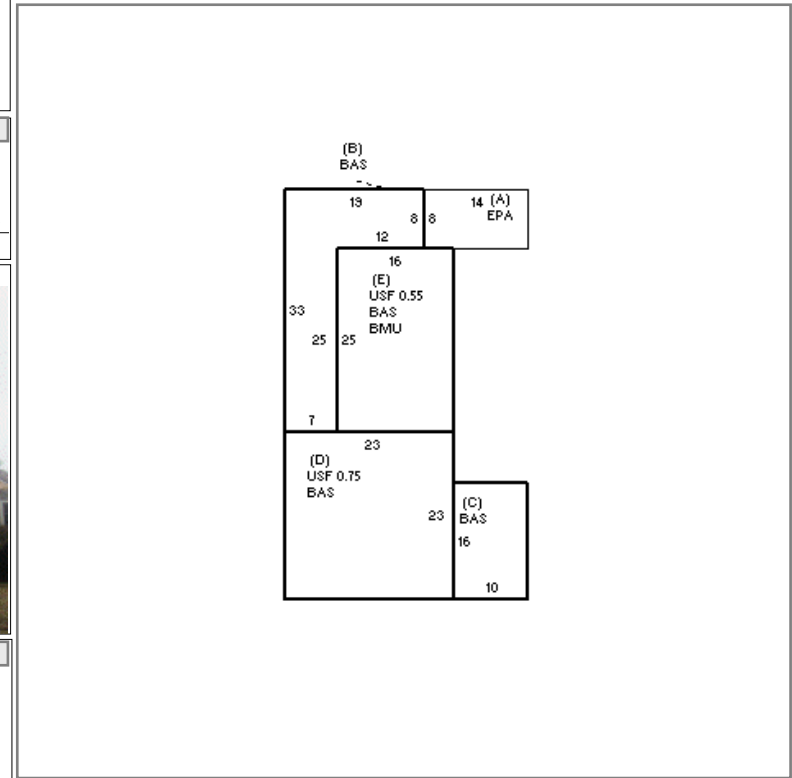 (B)
BAS
19
14 (A)
EPA
8 8
12
16
(E)
USF 0.55
BAS
BMU
33
25 25
7
23
(D)
USF 0.75
BAS
(C)
BAS
23
16
10